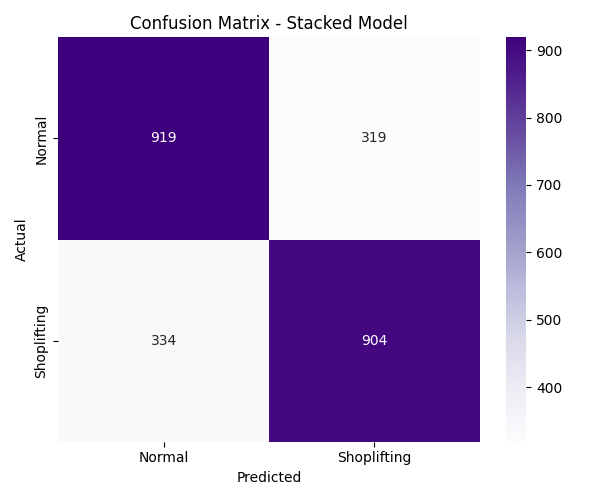 Confusion Matrix - Stacked Model
Actual
Normal
919
319
Shoplifting
334
904
Normal
Shoplifting
Predicted
900
800
700
600
500
400